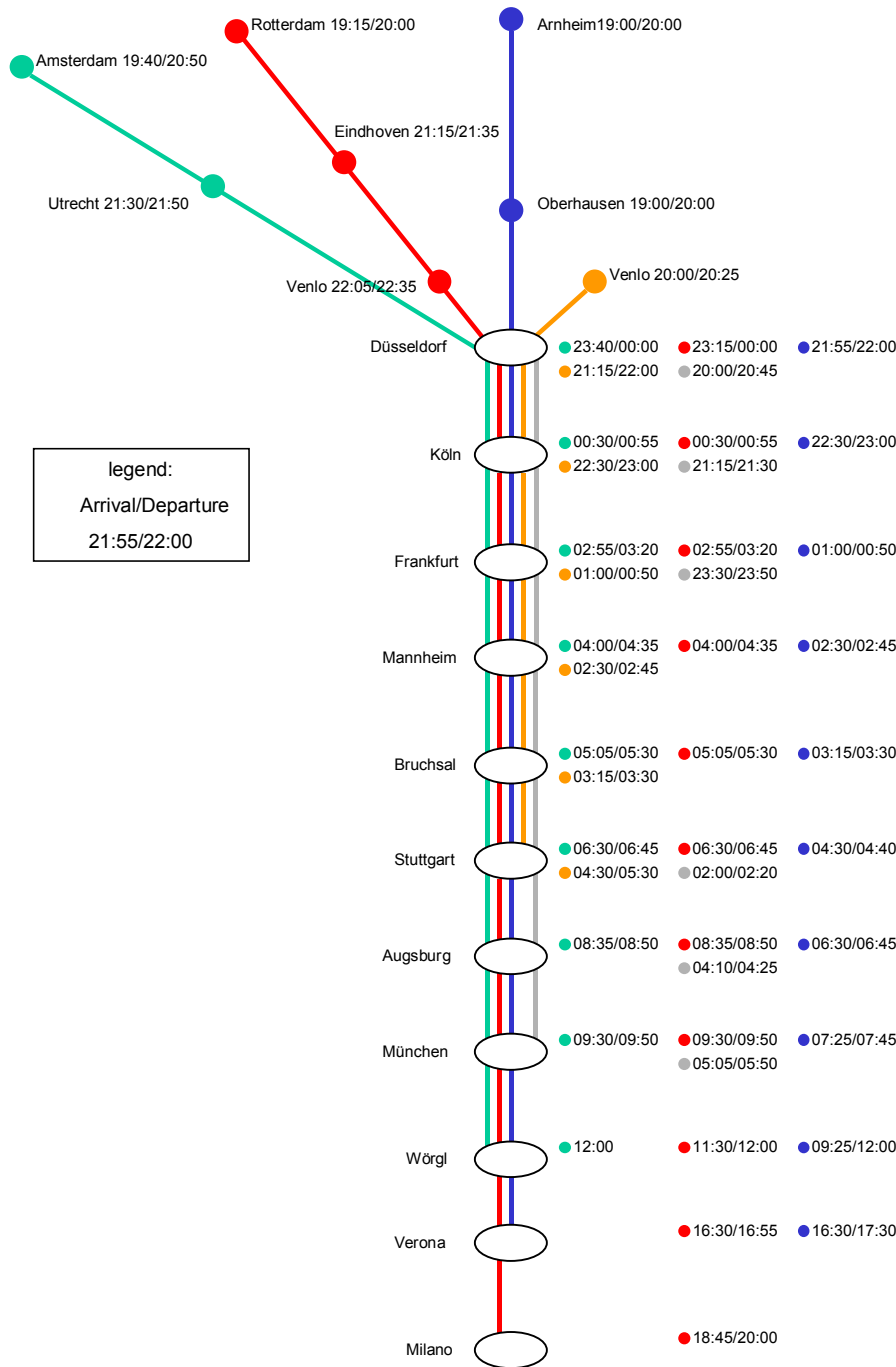 Rotterdam 19:15/20:00
Arnheim19:00/20:00
Amsterdam 19:40/20:50
Eindhoven 21:15/21:35
Utrecht 21:30/21:50
Oberhausen 19:00/20:00
Venlo 22:05/22:35
Venlo 20:00/20:25
Düsseldorf
23:40/00:00 23:15/00:00 21:55/22:00
21:15/22:00 20:00/20:45
Köln
00:30/00:55 00:30/00:55 22:30/23:00
22:30/23:00 21:15/21:30
legend:
Arrival/Departure
21:55/22:00
Frankfurt
02:55/03:20 02:55/03:20 01:00/00:50
01:00/00:50 23:30/23:50
Mannheim
04:00/04:35 04:00/04:35 02:30/02:45
02:30/02:45
Bruchsal
05:05/05:30 05:05/05:30 03:15/03:30
03:15/03:30
Stuttgart
06:30/06:45 06:30/06:45 04:30/04:40
04:30/05:30 02:00/02:20
Augsburg
08:35/08:50 08:35/08:50 06:30/06:45
04:10/04:25
München
09:30/09:50 09:30/09:50 07:25/07:45
05:05/05:50
Wörgl
12:00 11:30/12:00 09:25/12:00
Verona
16:30/16:55 16:30/17:30
Milano
18:45/20:00